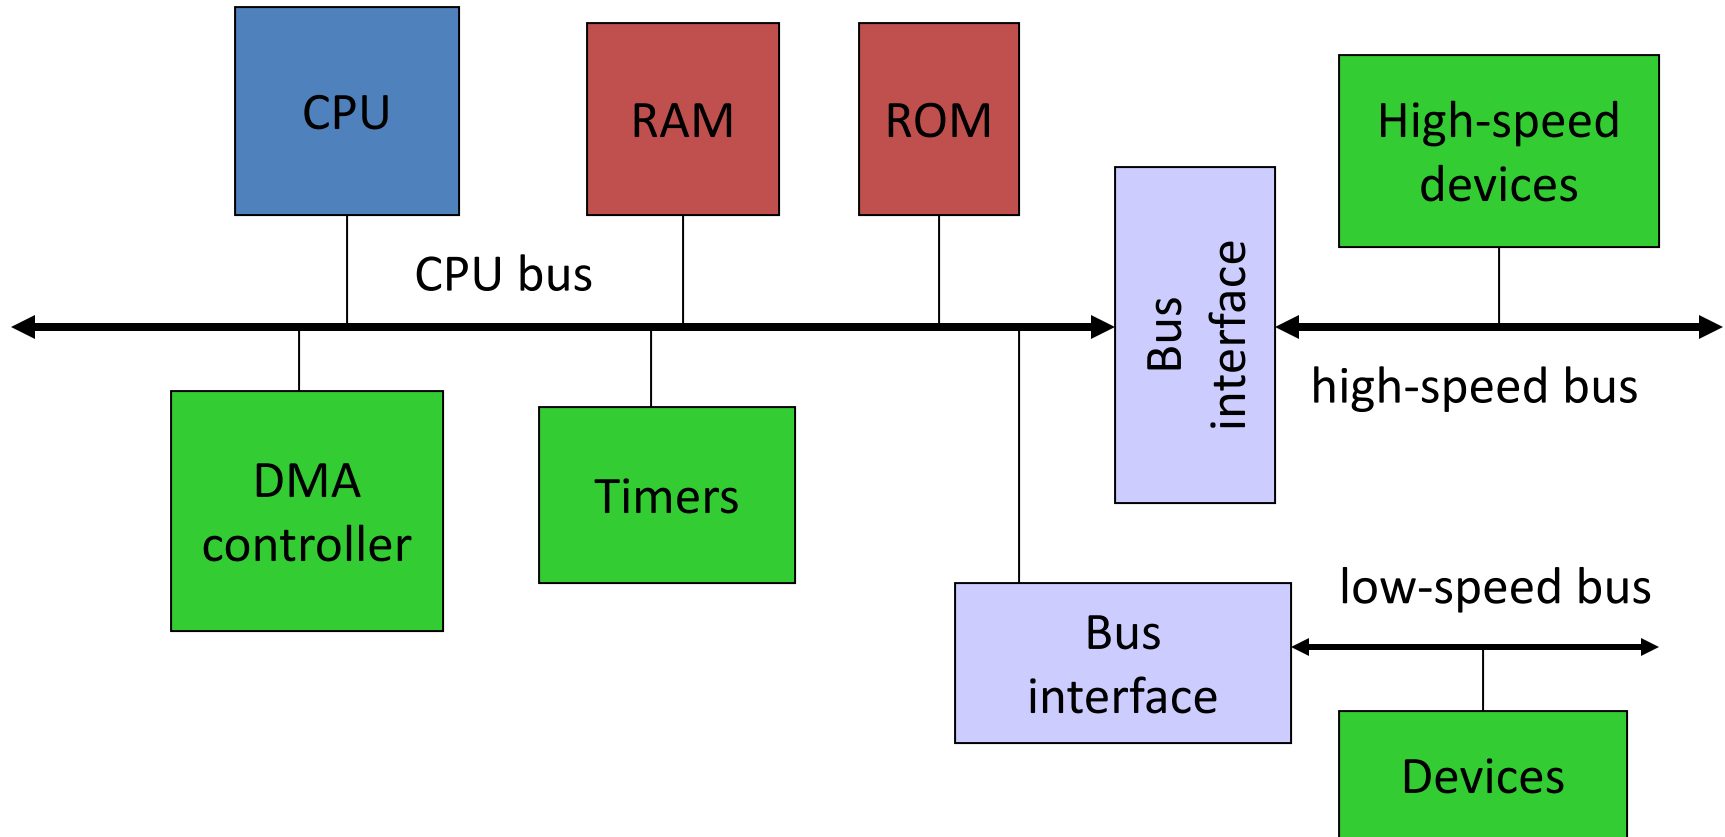 CPU
RAM
ROM
High-speed
devices
CPU bus
Bus
interface
high-speed bus
DMA
controller
Timers
low-speed bus
Bus
interface
Devices